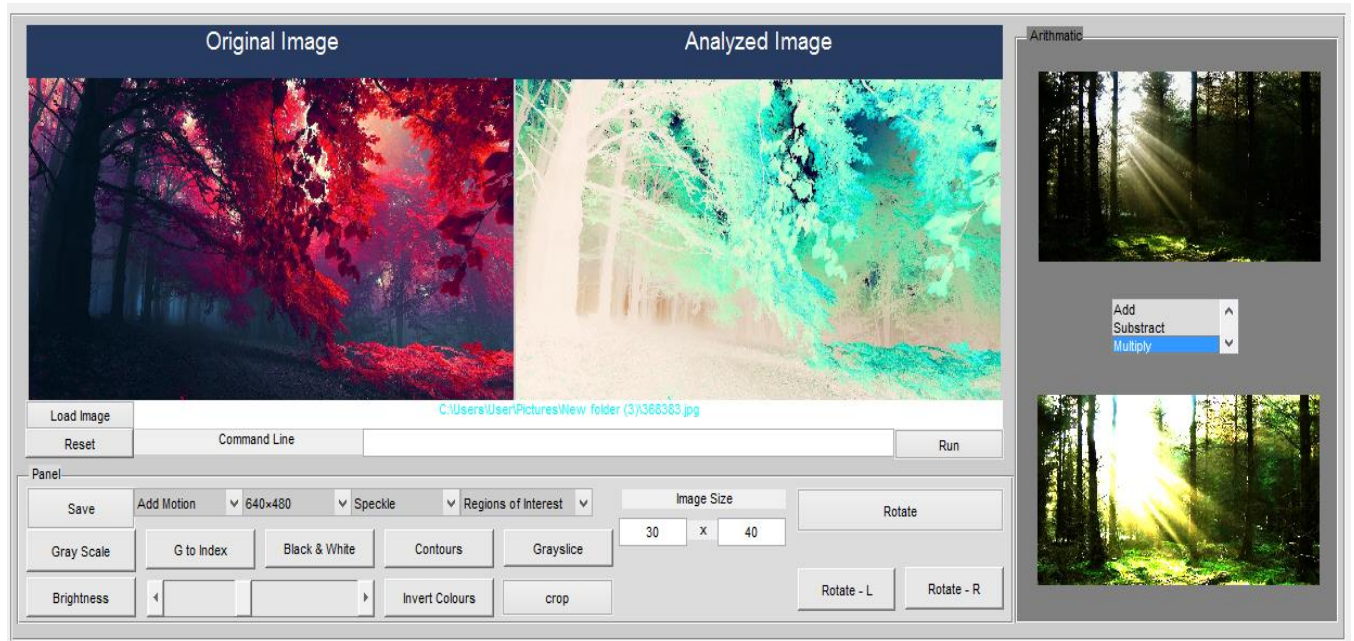 Original Image
Analyzed Image
Arithmatic
Add
Substract
Multiply
Load Image
C:\Users\User\Pictures\New folder (3)\368383.jpg
Reset
Command Line
Run
Panel
Save
Add Motion
640×480
Speckle
Regions of Interest
Image Size
Rotate
30 x 40
Gray Scale
G to Index
Black & White
Contours
Grayslice
Brightness
Invert Colours
crop
Rotate - L
Rotate - R